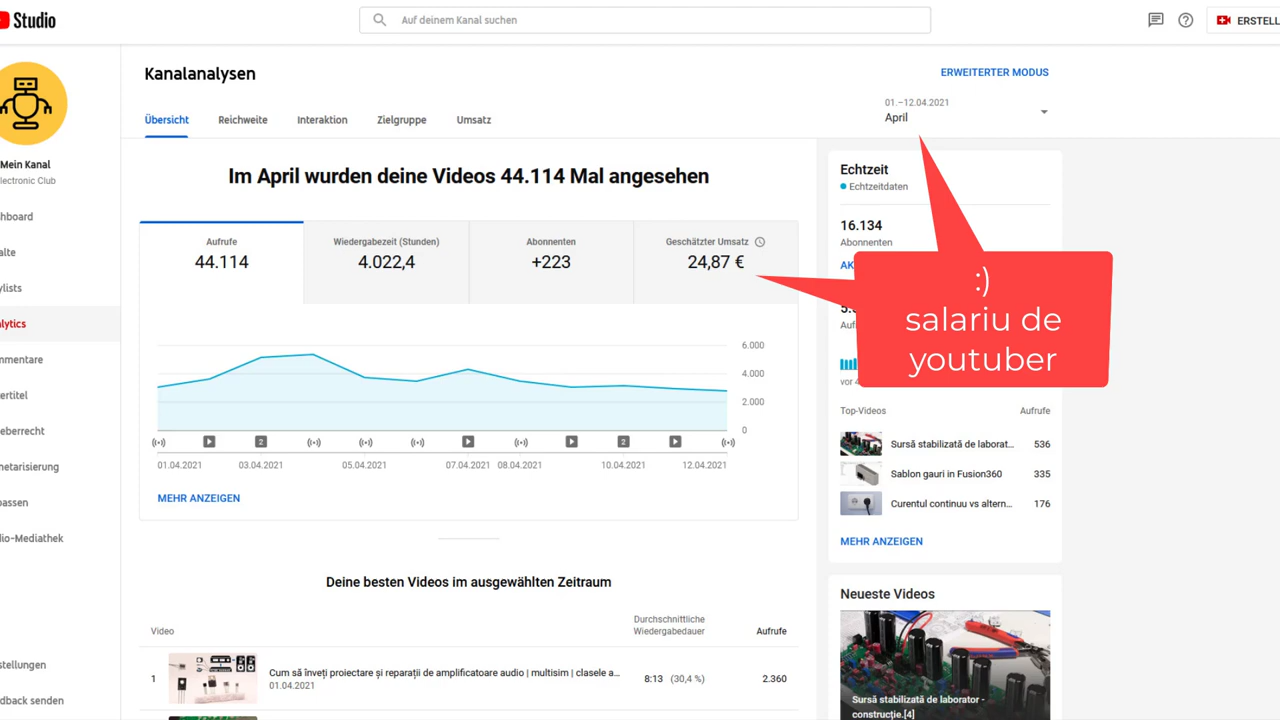 Studio
Auf deinem Kanal suchen
ERSTELL
Mein Kanal
lectronic Club
hboard
alte
ylists
lytics
mmentare
ertitel
eberrecht
netarisierung
passen
dio-Mediathek
stellungen
dback senden
Kanalanalysen
ERWEITERTER MODUS
Übersicht
Reichweite
Interaktion
Zielgruppe
Umsatz
01.–12.04.2021
April
Im April wurden deine Videos 44.114 Mal angesehen
Aufrufe
44.114
Wiedergabezeit (Stunden)
4.022,4
Abonnenten
+223
Geschätzter Umsatz
24,87 €
6.000
4.000
2.000
0
2
2
01.04.2021
03.04.2021
05.04.2021
07.04.2021
08.04.2021
10.04.2021
12.04.2021
MEHR ANZEIGEN
Deine besten Videos im ausgewählten Zeitraum
Video
Durchschnittliche
Wiedergabedauer
Aufrufe
1
Cum să înveți proiectare și reparații de amplificatoare audio | multisim | clasele a...
01.04.2021
8:13 (30,4 %)
2.360
Echtzeit
Echtzeitdaten
16.134
Abonnenten
AK
:)
salariu de
youtuber
Aufi
vor 4
Top-Videos
Aufrufe
Sursă stabilizată de laborat...
536
Sablon gauri in Fusion360
335
Curentul continuu vs altern...
176
MEHR ANZEIGEN
Neueste Videos
Sursă stabilizată de laborator -
construcție.[4]